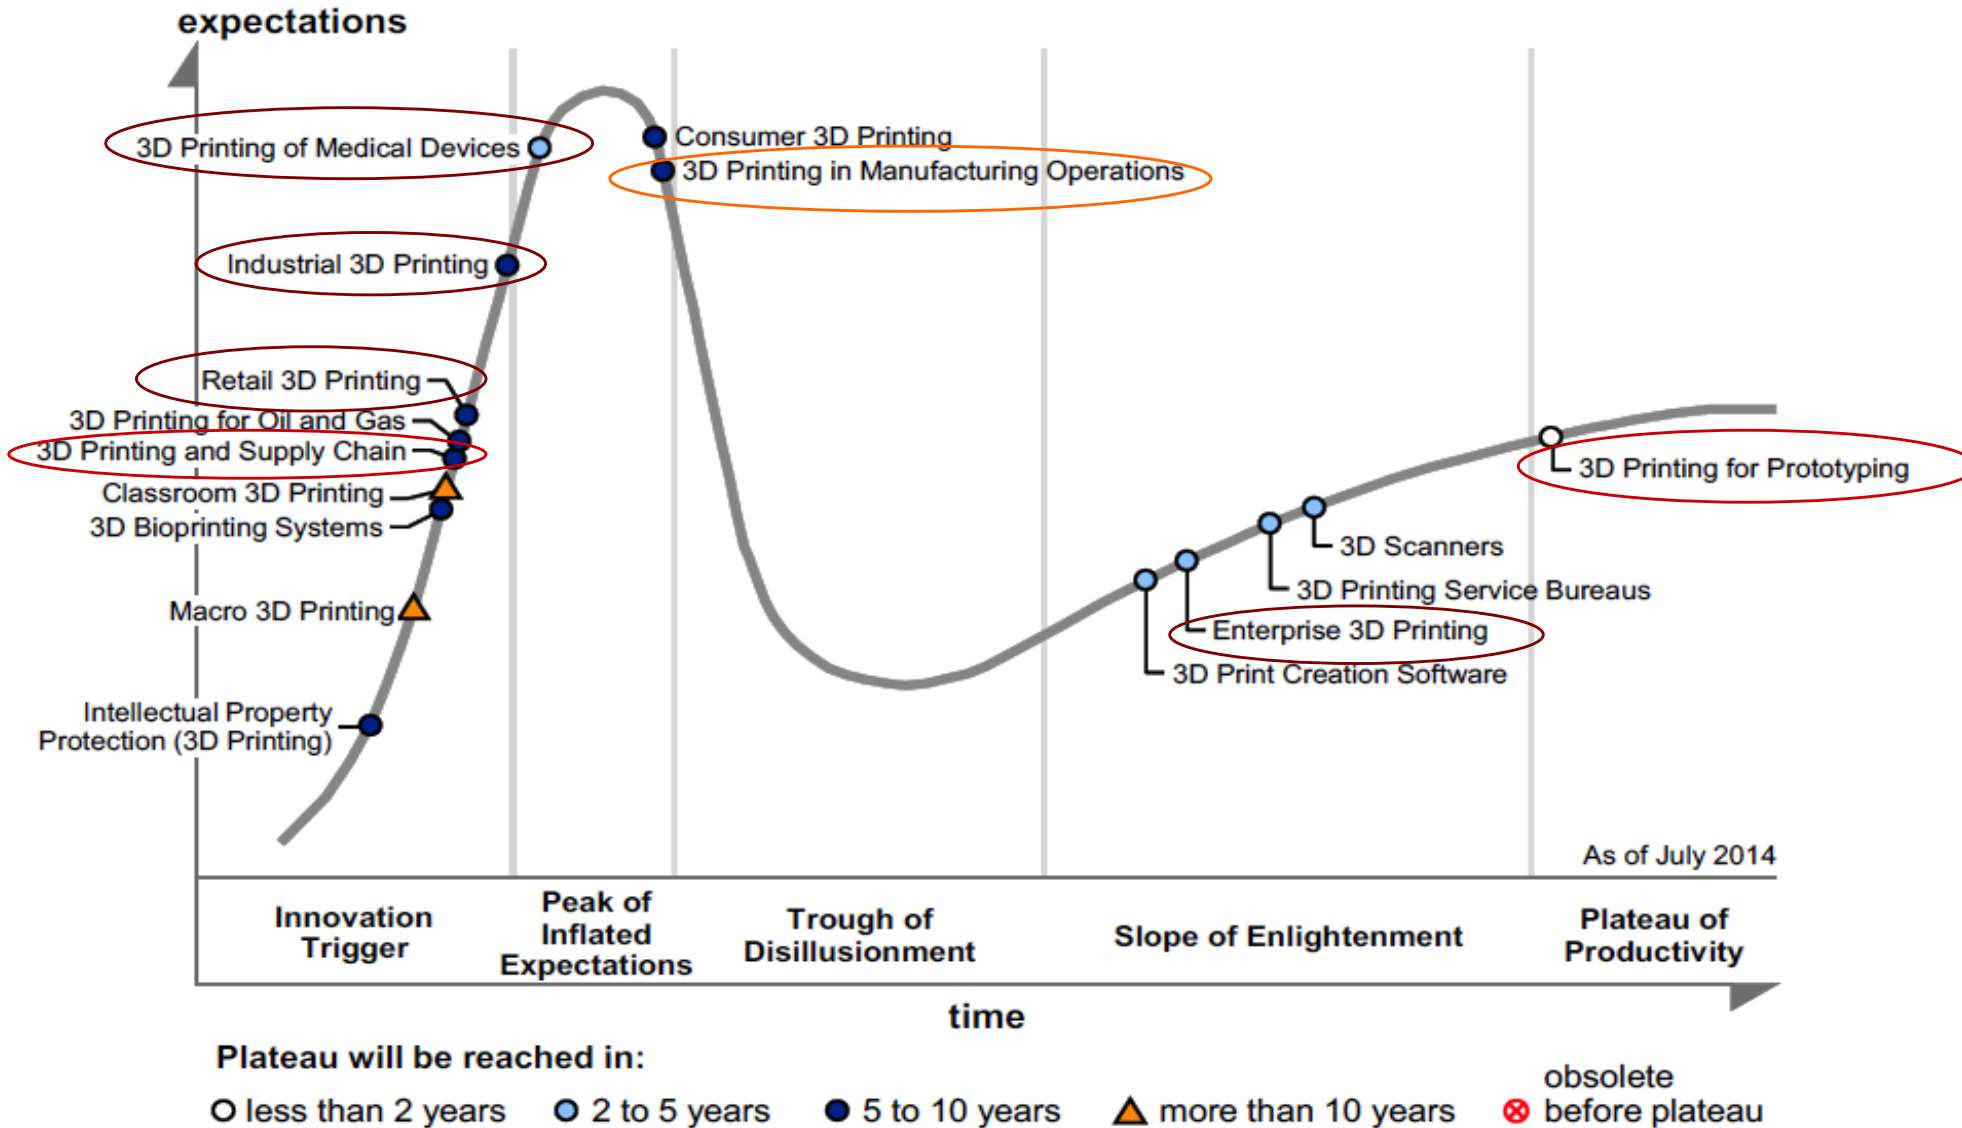 expectations
3D Printing of Medical Devices
Consumer 3D Printing
3D Printing in Manufacturing Operations
Industrial 3D Printing
Retail 3D Printing
3D Printing for Oil and Gas
3D Printing and Supply Chain
Classroom 3D Printing
3D Bioprinting Systems
Macro 3D Printing
Intellectual Property
Protection (3D Printing)
3D Printing for Prototyping
3D Scanners
3D Printing Service Bureaus
Enterprise 3D Printing
3D Print Creation Software
As of July 2014
Innovation
Trigger
Peak of
Inflated
Expectations
Trough of
Disillusionment
Slope of Enlightenment
Plateau of
Productivity
time
Plateau will be reached in:
less than 2 years
2 to 5 years
5 to 10 years
more than 10 years
obsolete
before plateau